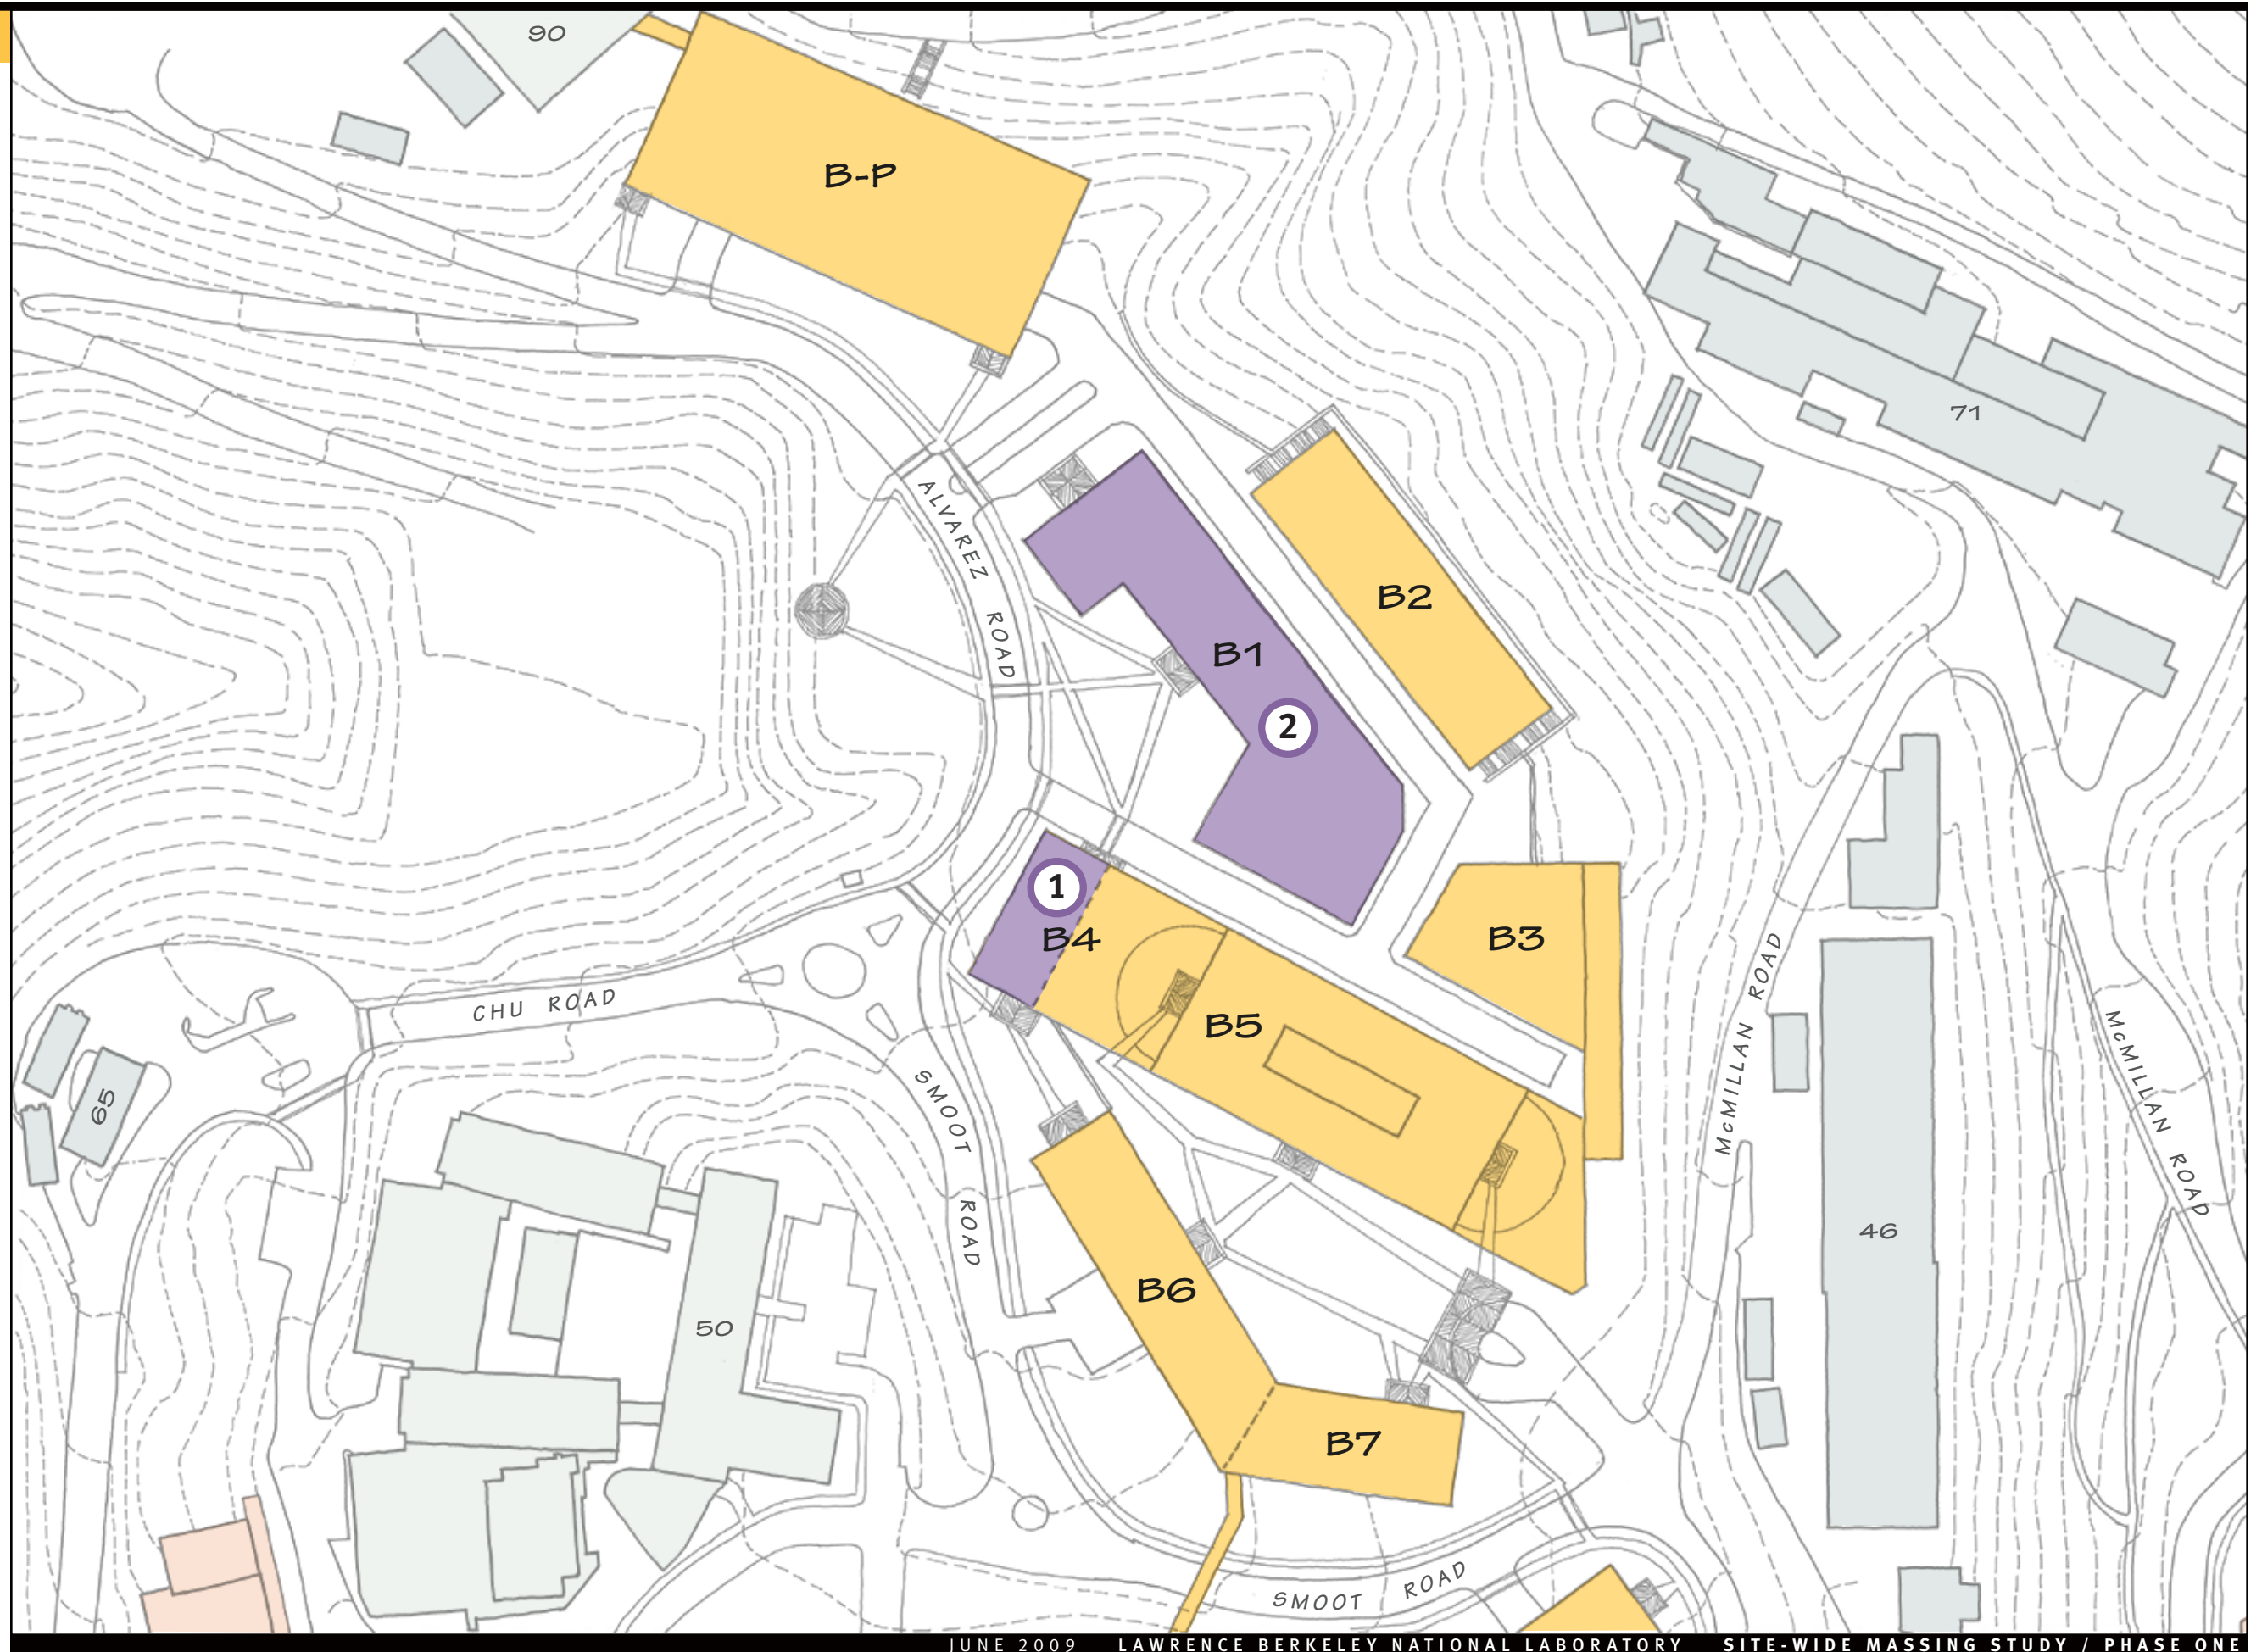 90
B-P
71
ALVAREZ ROAD
B2
B1
2
1
B4
B3
CHU ROAD
B5
McMILLAN ROAD
McMILLAN ROAD
65
SMOOT ROAD
46
B6
50
B7
SMOOT ROAD
JUNE 2009 LAWRENCE BERKELEY NATIONAL LABORATORY SITE-WIDE MASSING STUDY / PHASE ONE